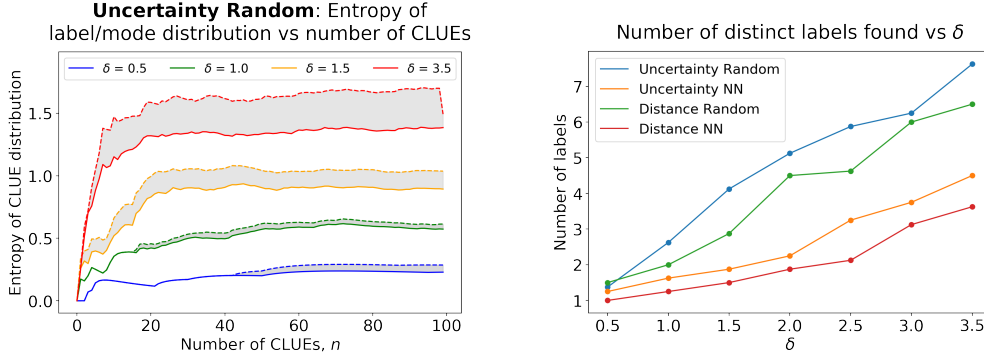 Uncertainty Random: Entropy of
label/mode distribution vs number of CLUEs
δ = 0.5
δ = 1.0
δ = 1.5
δ = 3.5
Entropy of CLUE distribution
1.5
1.0
0.5
0.0
0
20
40
60
80
100
Number of CLUEs, n
Number of distinct labels found vs δ
Uncertainty Random
Uncertainty NN
Distance Random
Distance NN
Number of labels
7
6
5
4
3
2
1
0.5
1.0
1.5
2.0
2.5
3.0
3.5
δ